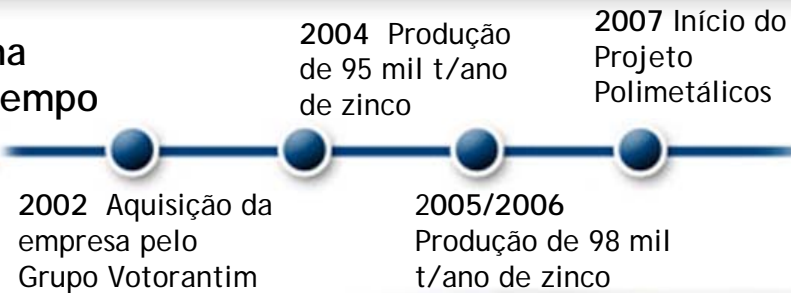 empo
2004 Produção
de 95 mil t/ano
de zinco
2007 Início do
Projeto
Polimetálicos
2002 Aquisição da
empresa pelo
Grupo Votorantim
2005/2006
Produção de 98 mil
t/ano de zinco